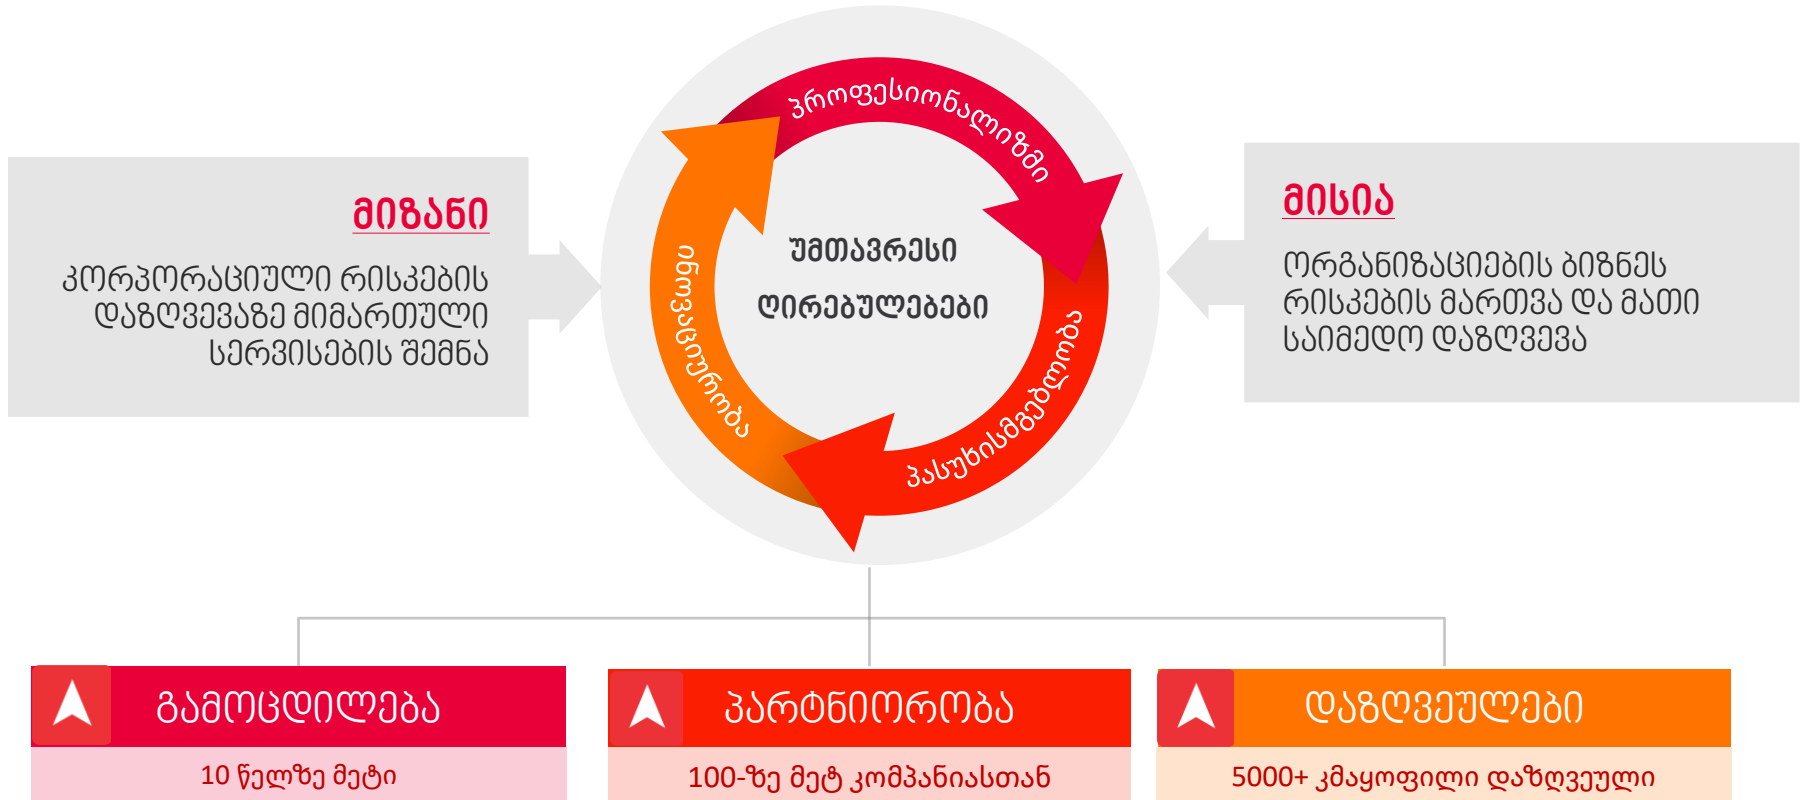 მიზანი
კორპორაციული რისკების
დაზღვევაზე მიმართული
სერვისების შემნა
პროფესიონალიზმი
პასუხისმგებლობა
ინოვაციურობა
უმთავრესი
ღირებულებები
მისია
ორგანიზაციების ბიზნეს
რისკების მართვა და მათი
საიმედო დაზღვევა
გამოცდილება
10 წელზე მეტი
პარტნიორობა
100-ზე მეტ კომპანიასთან
დაზღვეულები
5000+ კმაყოფილი დაზღვეული